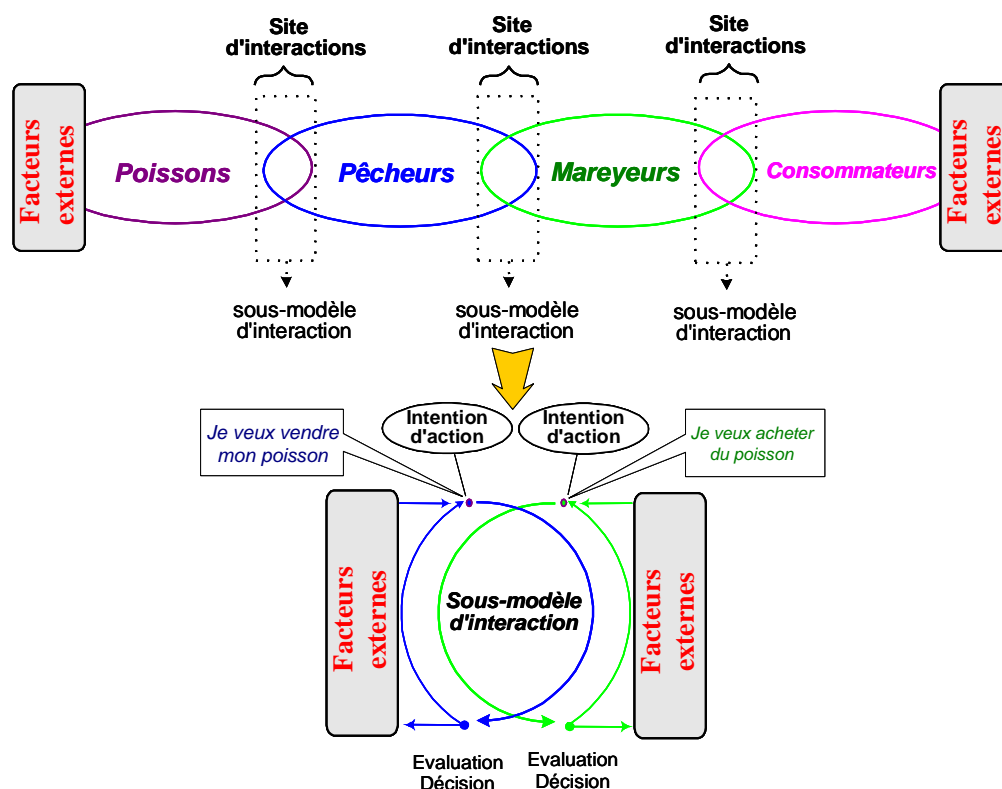 Site
d'interactions
Site
d'interactions
Site
d'interactions
Facteurs
externes
Poissons
Pêcheurs
Mareyeurs
Consommateurs
Facteurs
externes
sous-modèle
d'interaction
sous-modèle
d'interaction
sous-modèle
d'interaction
Intention
d'action
Intention
d'action
Je veux vendre
mon poisson
Je veux acheter
du poisson
Facteurs
externes
Sous-modèle
d'interaction
Facteurs
externes
Evaluation
Décision
Evaluation
Décision